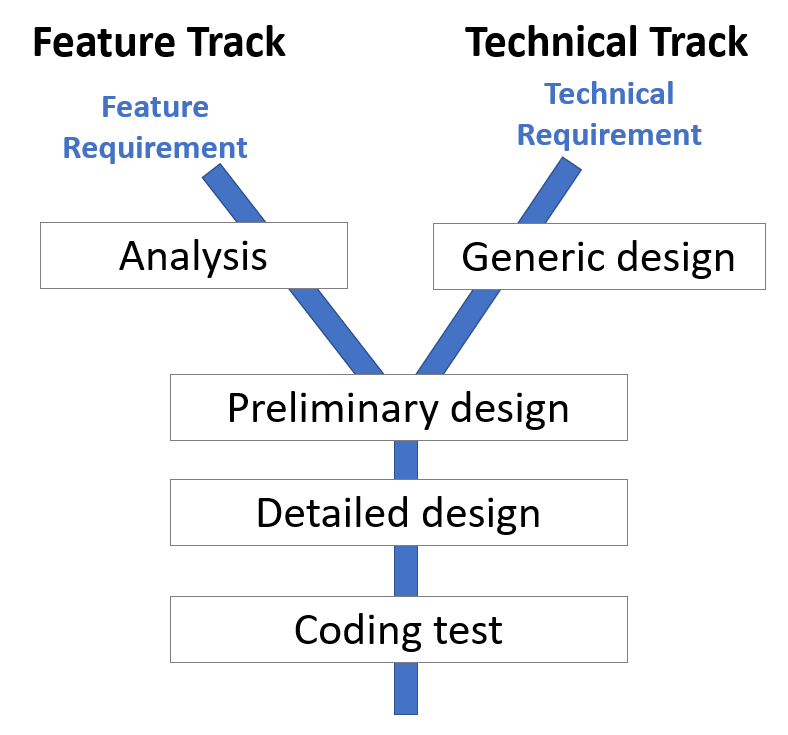 Feature Track
Technical Track
Feature
Requirement
Technical
Requirement
Analysis
Generic design
Preliminary design
Detailed design
Coding test